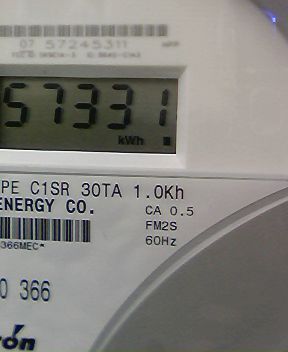 07 57245311
57331
kWh
PE C1SR 30TA 1.0Kh
ENERGY CO.
CA 0.5
366MEC*
FM2S
60Hz
0 366
rón